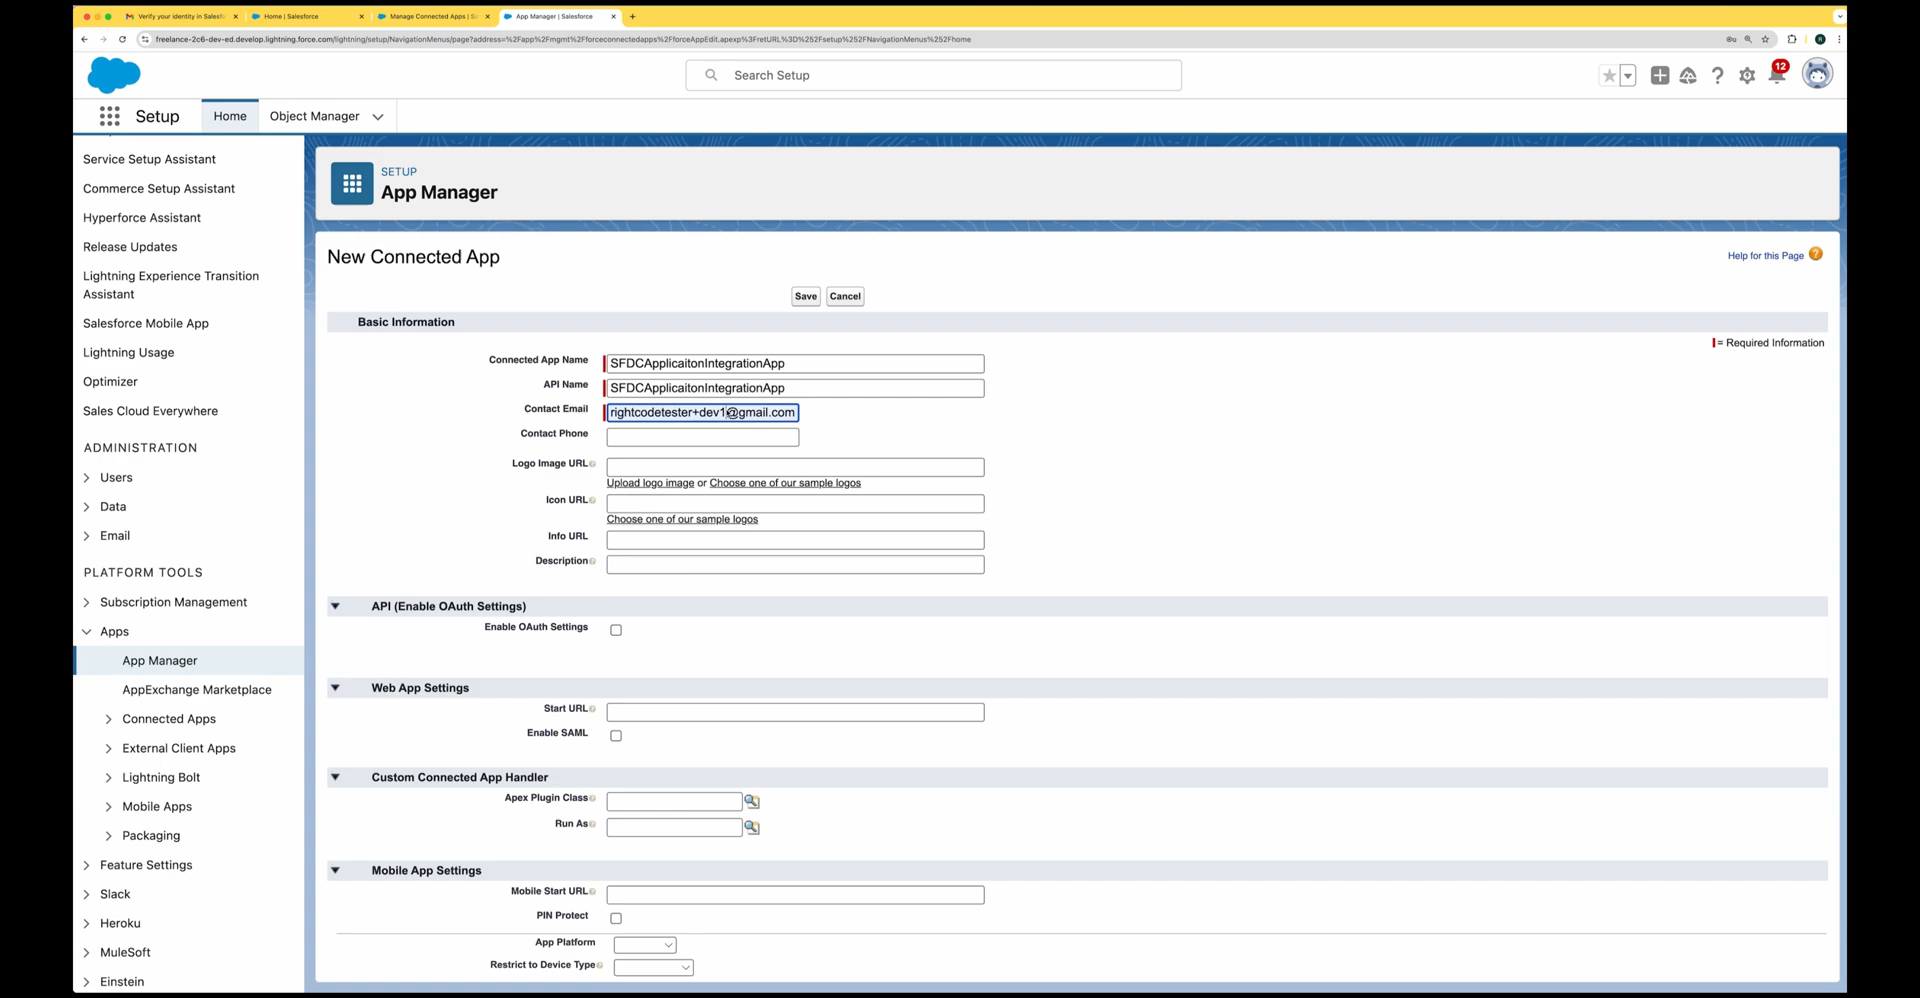 Verify your identity in Salesf
Home | Salesforce
Manage Connected Apps | S
App Manager | Salesforce
freelance-2c6-dev-ed.develop.lightning.force.com/lightning/setup/NavigationMenus/page?address=%2Fapp%2Fmgmt%2Fforceconnectedapps%2FforceAppEdit.apexp%3FretURL%3D%252Fsetup%252FNavigationMenus%252Fhome
Search Setup
12
Setup
Home
Object Manager
Service Setup Assistant
Commerce Setup Assistant
Hyperforce Assistant
Release Updates
Lightning Experience Transition
Assistant
Salesforce Mobile App
Lightning Usage
Optimizer
Sales Cloud Everywhere
ADMINISTRATION
Users
Data
Email
PLATFORM TOOLS
Subscription Management
Apps
App Manager
AppExchange Marketplace
Connected Apps
External Client Apps
Lightning Bolt
Mobile Apps
Packaging
Feature Settings
Slack
Heroku
MuleSoft
Einstein
SETUP
App Manager
New Connected App
Help for this Page
Save Cancel
Basic Information
= Required Information
Connected App Name SFDCApplicaitonIntegrationApp
API Name SFDCApplicaitonIntegrationApp
Contact Email rightcodetester+dev1@gmail.com
Contact Phone
Logo Image URL
Upload logo image or Choose one of our sample logos
Icon URL
Choose one of our sample logos
Info URL
Description
API (Enable OAuth Settings)
Enable OAuth Settings
Web App Settings
Start URL
Enable SAML
Custom Connected App Handler
Apex Plugin Class
Run As
Mobile App Settings
Mobile Start URL
PIN Protect
App Platform
Restrict to Device Type